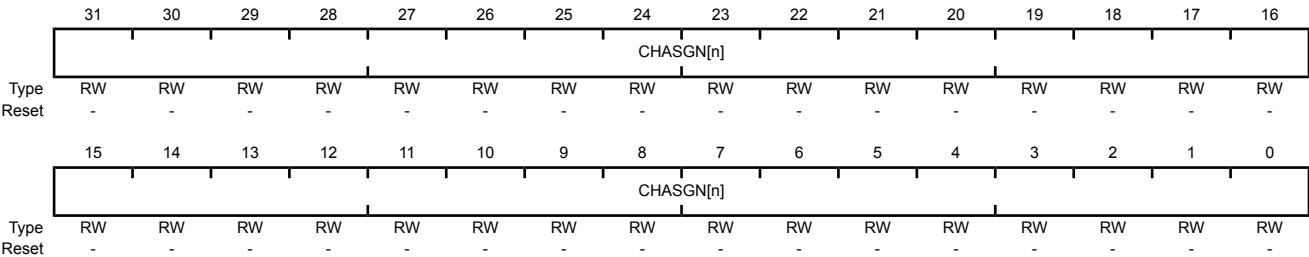 31 30 29 28 27 26 25 24 23 22 21 20 19 18 17 16
CHASGN[n]
Type RW RW RW RW RW RW RW RW RW RW RW RW RW RW RW RW
Reset - - - - - - - - - - - - - - - -
15 14 13 12 11 10 9 8 7 6 5 4 3 2 1 0
CHASGN[n]
Type RW RW RW RW RW RW RW RW RW RW RW RW RW RW RW RW
Reset - - - - - - - - - - - - - - - -